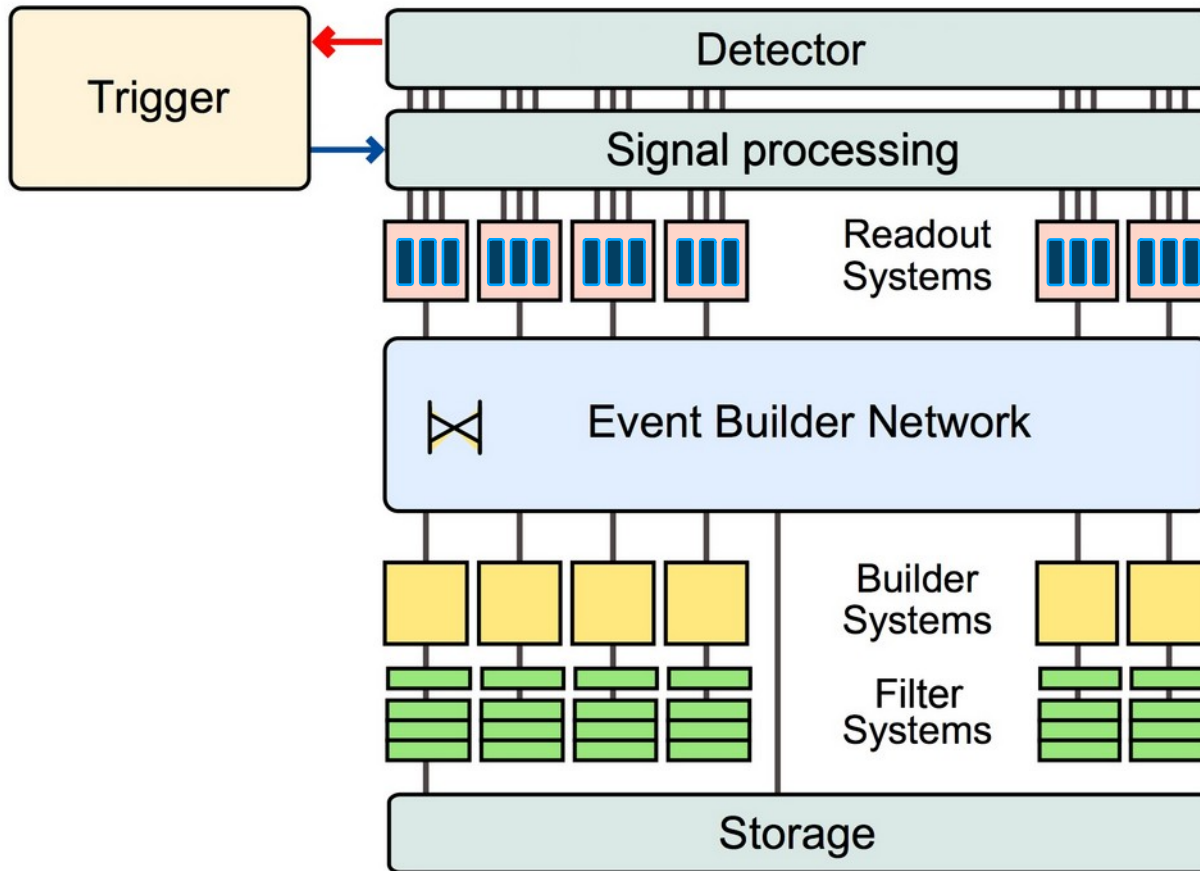 Trigger
Detector
Signal processing
Readout
Systems
Event Builder Network
Builder
Systems
Filter
Systems
Storage